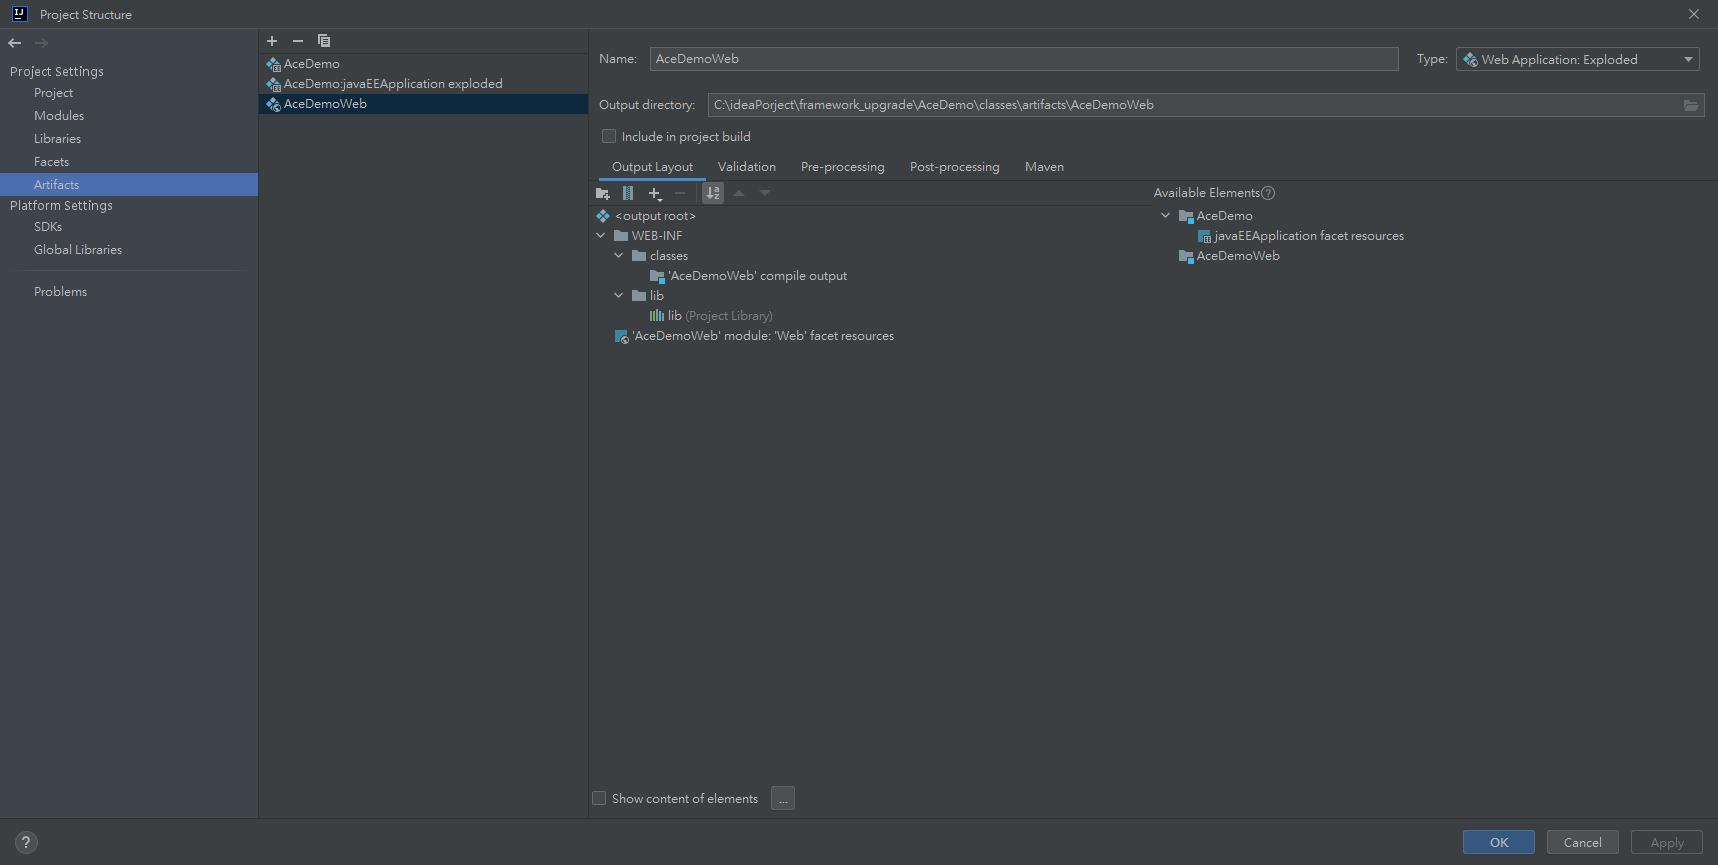 Project Structure
Project Settings
Project
Modules
Libraries
Facets
Artifacts
Platform Settings
SDKs
Global Libraries
Problems
AceDemo
AceDemo:javaEEApplication exploded
AceDemoWeb
Name: AceDemoWeb Type: Web Application: Exploded
Output directory: C:\ideaPorject\framework_upgrade\AceDemo\classes\artifacts\AceDemoWeb
Include in project build
Output Layout Validation Pre-processing Post-processing Maven
<output root>
WEB-INF
classes
'AceDemoWeb' compile output
lib
lib (Project Library)
'AceDemoWeb' module: 'Web' facet resources
Available Elements ?
AceDemo
javaEEApplication facet resources
AceDemoWeb
Show content of elements ...
? OK Cancel Apply